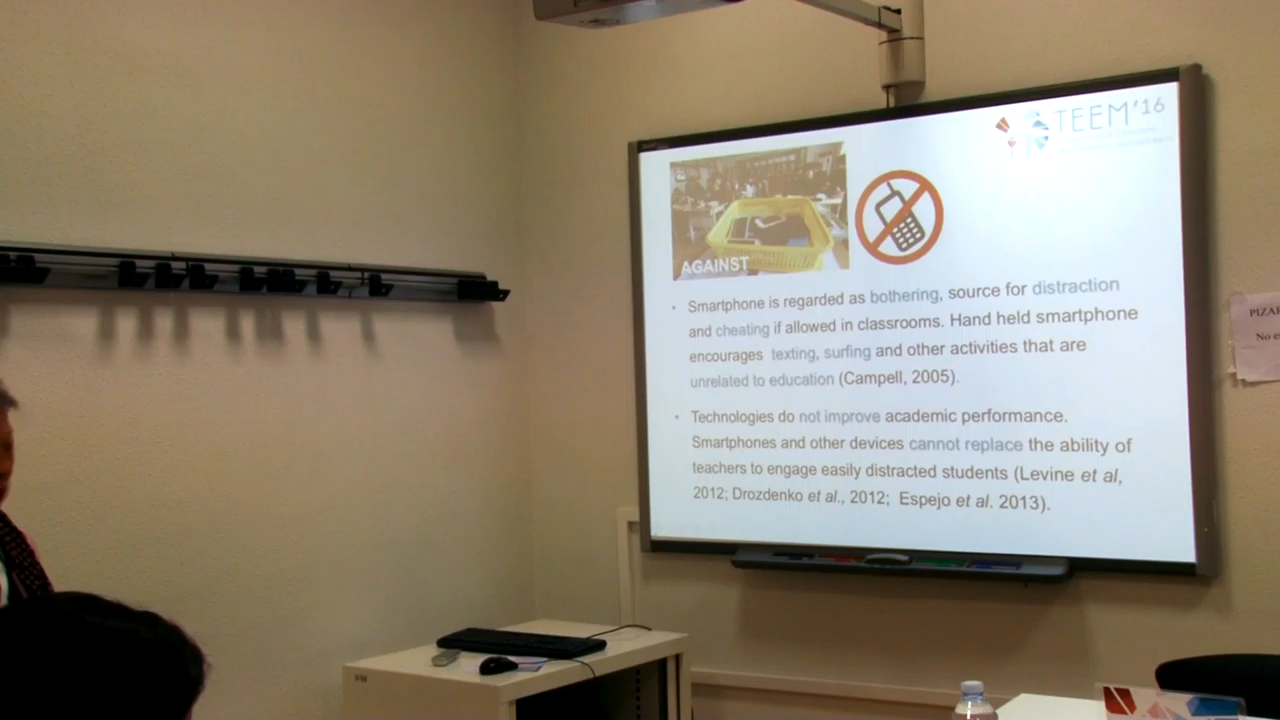 TEEM'16
AGAINST
• Smartphone is regarded as bothering, source for distraction
and cheating if allowed in classrooms. Hand held smartphone
encourages texting, surfing and other activities that are
unrelated to education (Campell, 2005).
• Technologies do not improve academic performance.
Smartphones and other devices cannot replace the ability of
teachers to engage easily distracted students (Levine et al,
2012; Drozdenko et al., 2012; Espejo et al. 2013).
PIZAR
No es